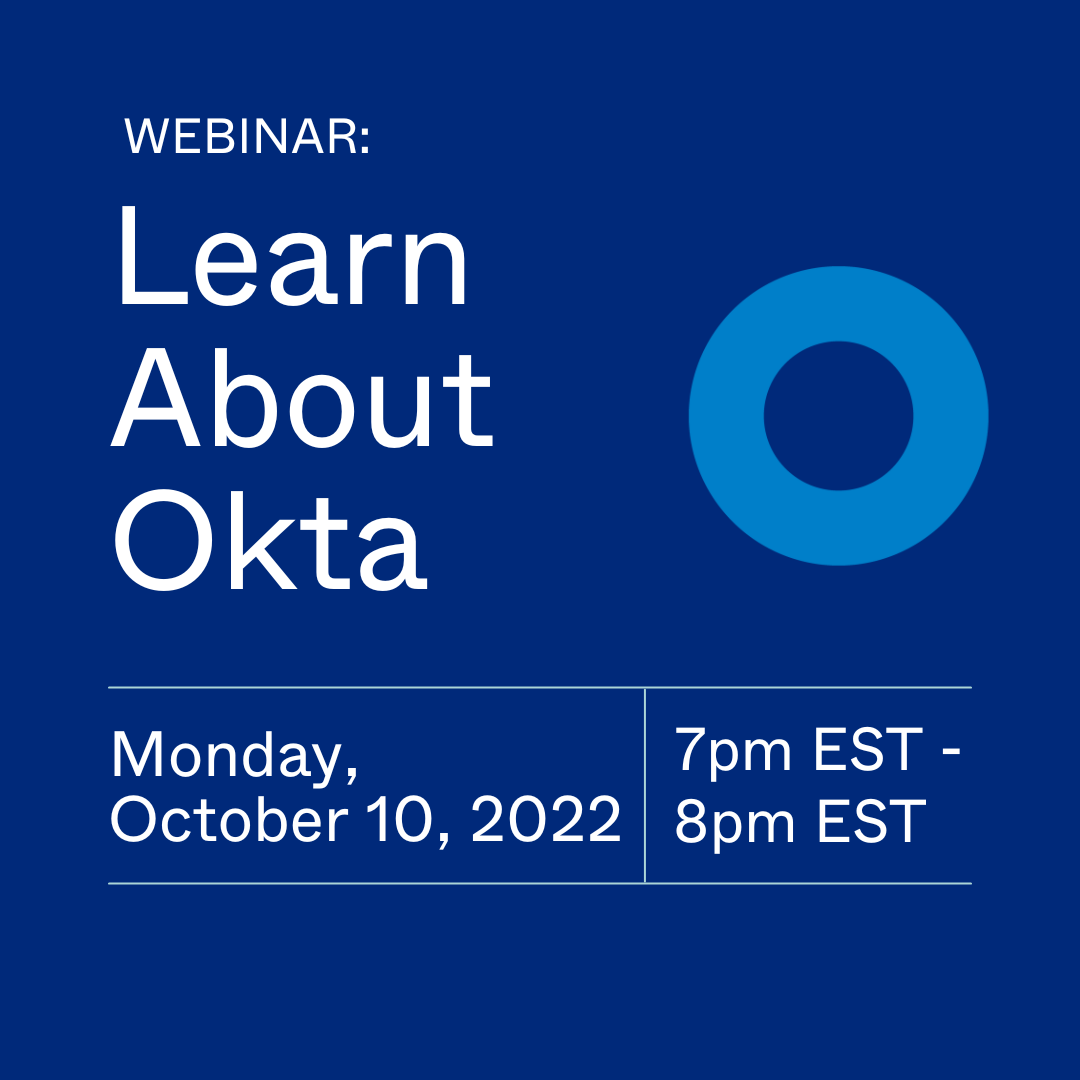 WEBINAR:
Learn
About
Okta
Monday,
October 10, 2022
7pm EST -
8pm EST